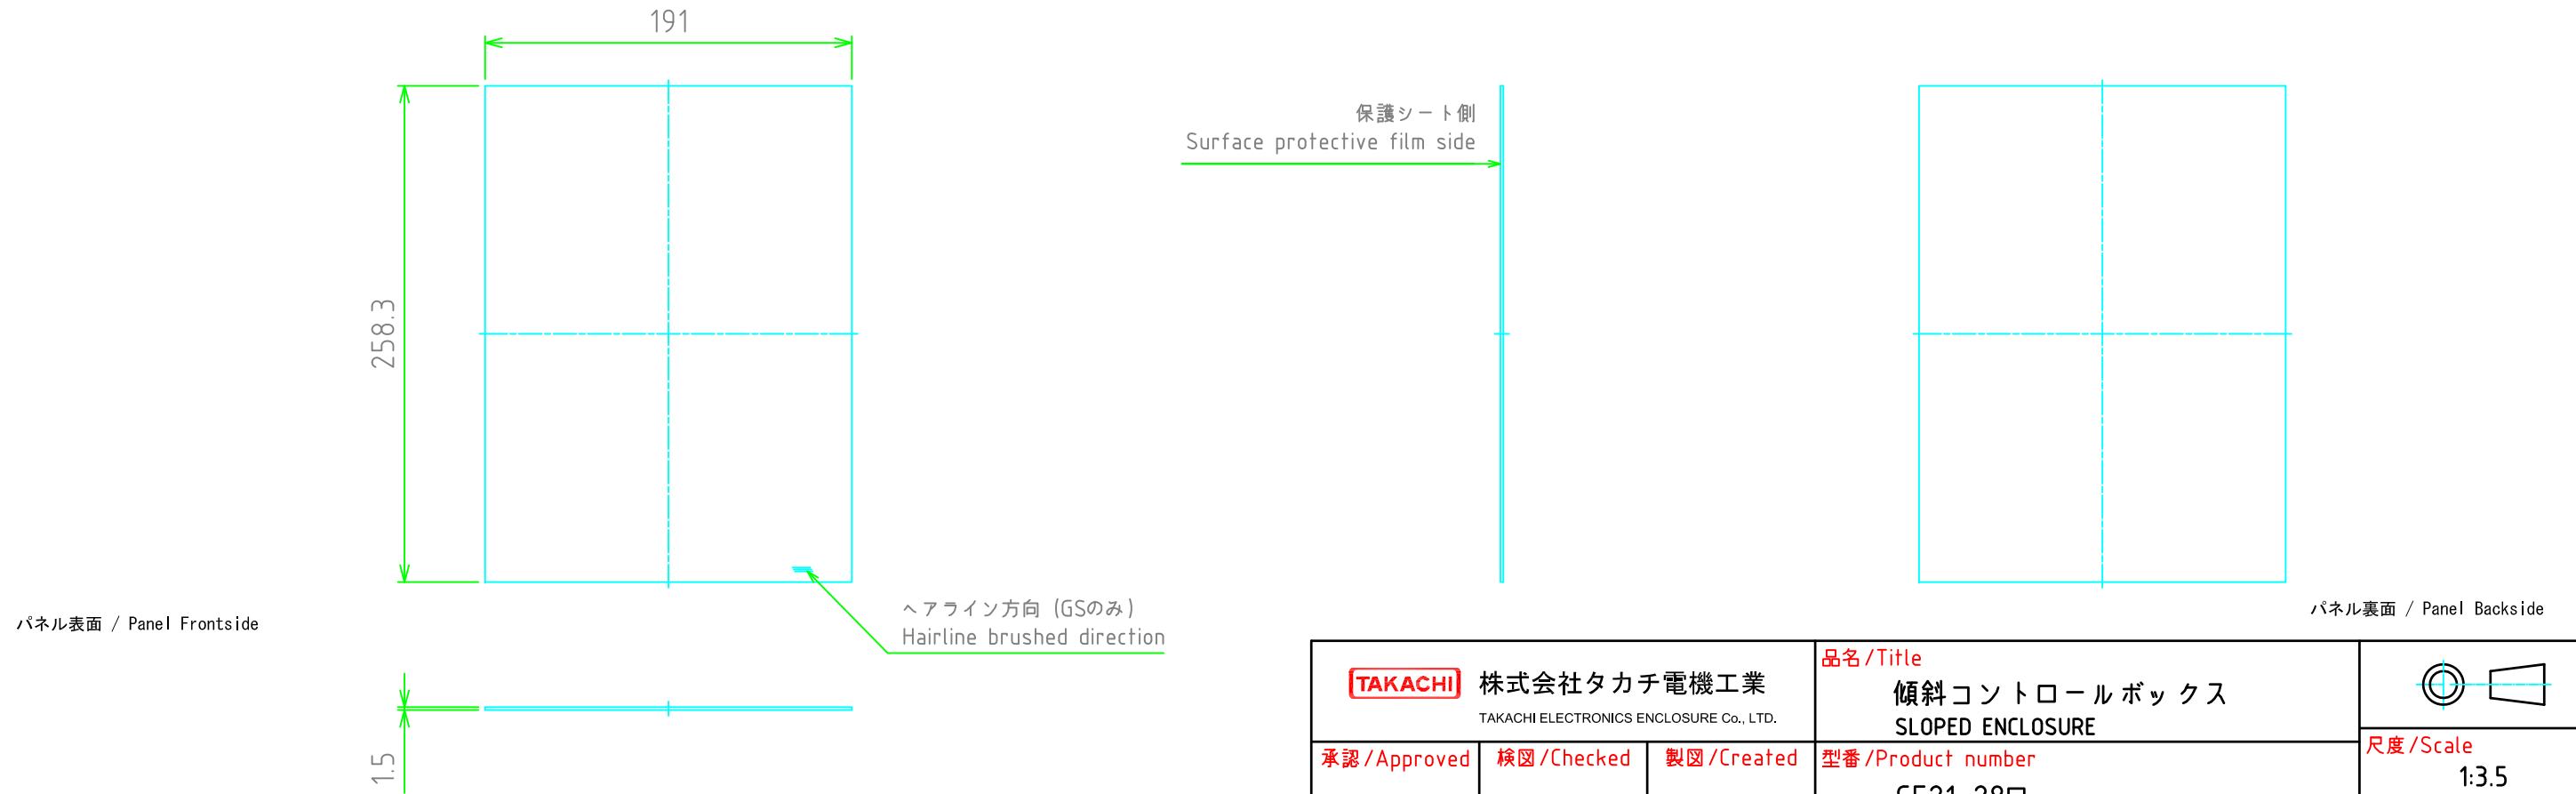 191
保護シート側
Surface protective film side
258.3
ヘアライン方向 (GSのみ)
Hairline brushed direction
パネル表面 / Panel Frontside
パネル裏面 / Panel Backside
1.5
TAKACHI
株式会社タカチ電機工業
TAKACHI ELECTRONICS ENCLOSURE Co., LTD.
品名/Title
傾斜コントロールボックス
SLOPED ENCLOSURE
承認/Approved
検図/Checked
製図/Created
型番/Product number
尺度/Scale
1:3.5